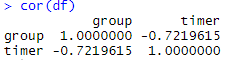 > cor(df)
group timer
group 1.0000000 -0.7219615
timer -0.7219615 1.0000000